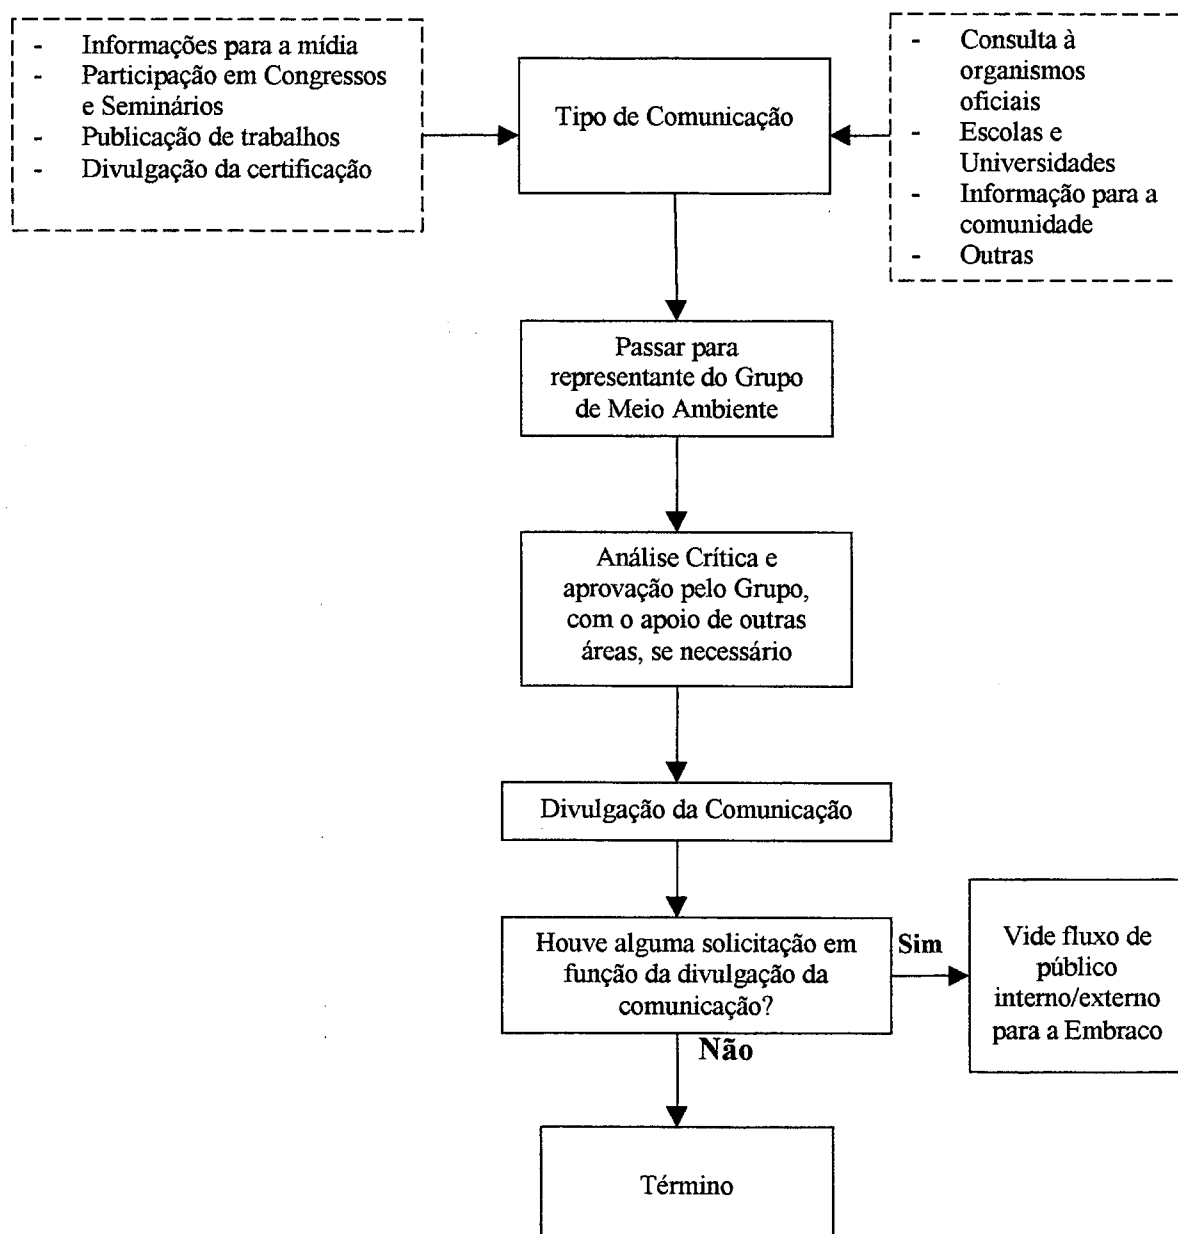 - Informações para a mídia
- Participação em Congressos
e Seminários
- Publicação de trabalhos
- Divulgação da certificação
Tipo de Comunicação
- Consulta à
organismos
oficiais
- Escolas e
Universidades
- Informação para a
comunidade
- Outras
Passar para
representante do Grupo
de Meio Ambiente
Análise Crítica e
aprovação pelo Grupo,
com o apoio de outras
áreas, se necessário
Divulgação da Comunicação
Houve alguma solicitação em
função da divulgação da
comunicação?
Sim
Vide fluxo de
público
interno/externo
para a Embraco
Não
Término